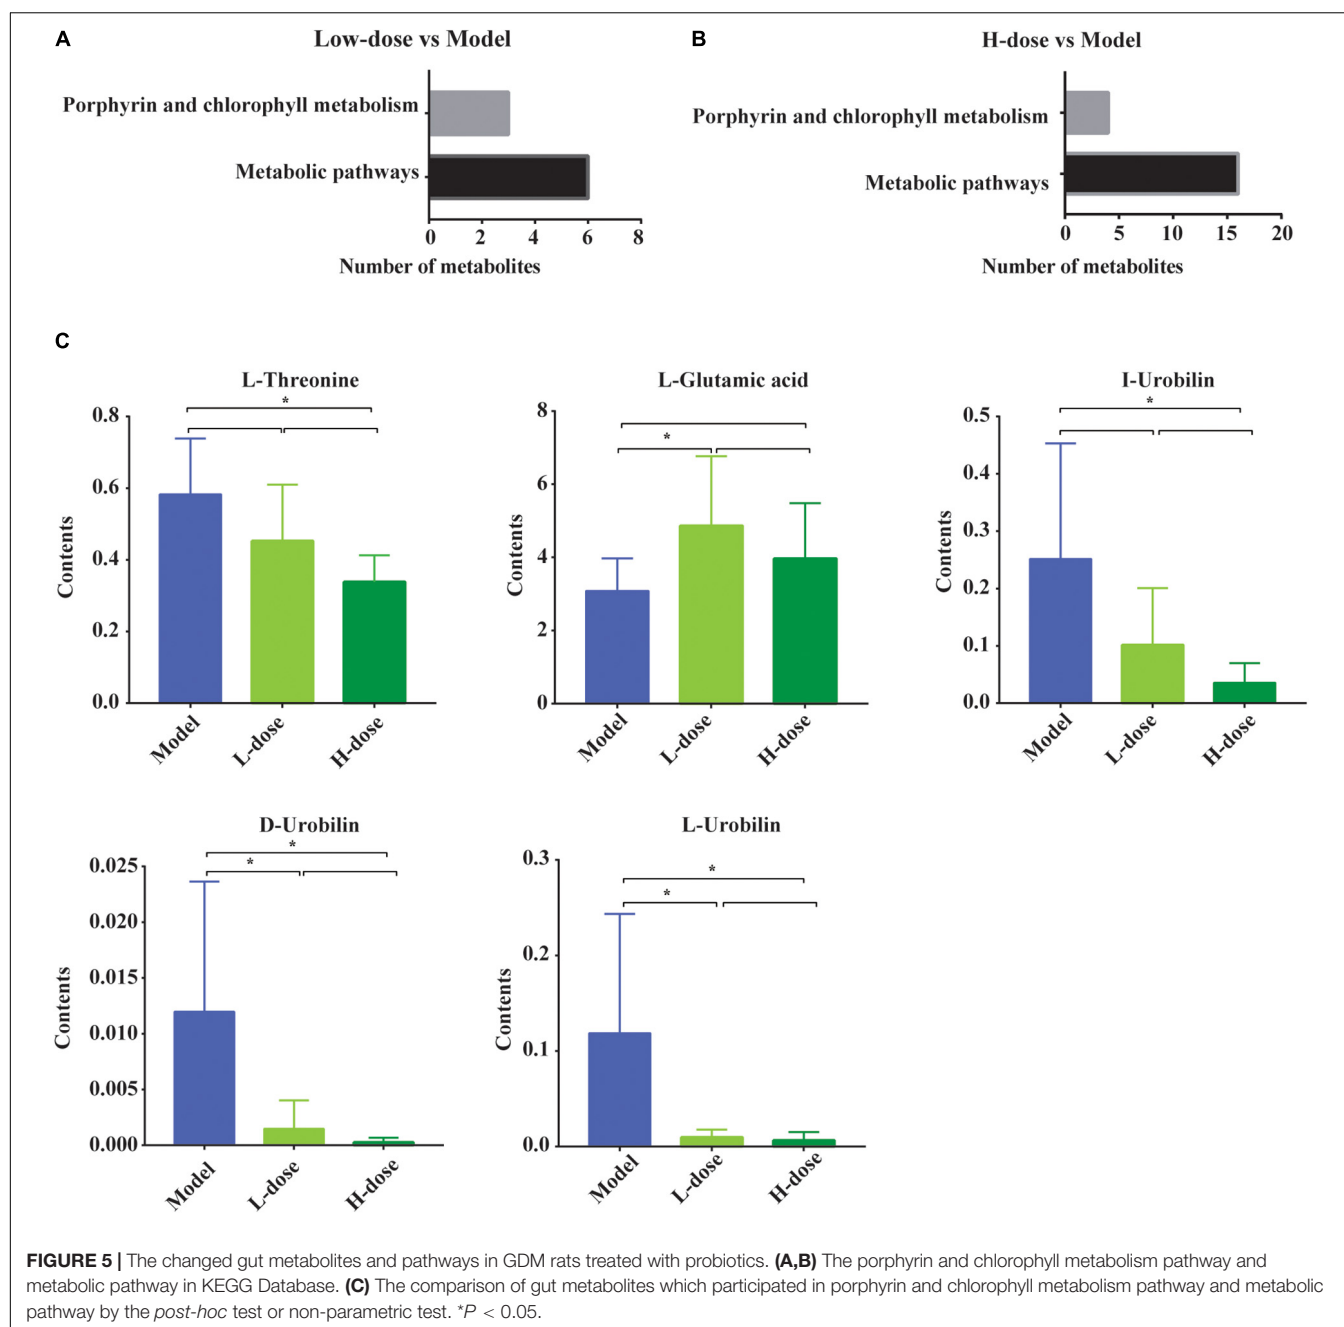 A
Low-dose vs Model
Porphyrin and chlorophyll metabolism
Metabolic pathways
0 2 4 6 8
Number of metabolites
B
H-dose vs Model
Porphyrin and chlorophyll metabolism
Metabolic pathways
0 5 10 15 20
Number of metabolites
C
L-Threonine
*
0.8
0.6
0.4
0.2
0.0
Contents
Model L-dose H-dose
L-Glutamic acid
*
8
6
4
2
0
Contents
Model L-dose H-dose
I-Urobilin
*
0.5
0.4
0.3
0.2
0.1
0.0
Contents
Model L-dose H-dose
D-Urobilin
*
*
0.025
0.020
0.015
0.010
0.005
0.000
Contents
Model L-dose H-dose
L-Urobilin
*
*
0.3
0.2
0.1
0.0
Contents
Model L-dose H-dose
FIGURE 5 | The changed gut metabolites and pathways in GDM rats treated with probiotics. (A,B) The porphyrin and chlorophyll metabolism pathway and
metabolic pathway in KEGG Database. (C) The comparison of gut metabolites which participated in porphyrin and chlorophyll metabolism pathway and metabolic
pathway by the post-hoc test or non-parametric test. *P < 0.05.